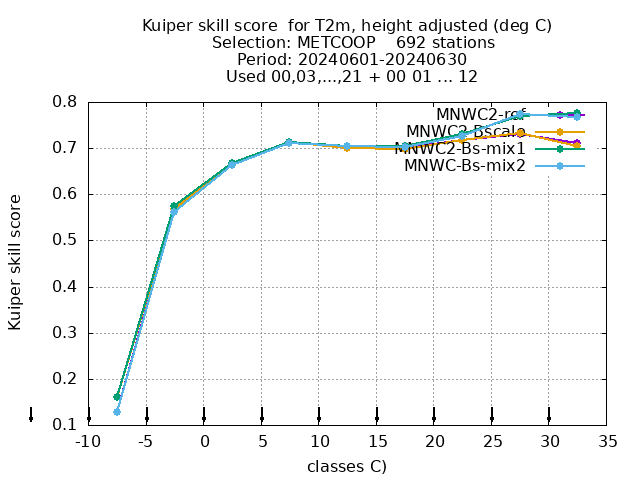 Kuiper skill score  for T2m, height adjusted (deg C)
Selection: METCOOP    692 stations
Period: 20240601-20240630
Used 00,03,...,21 + 00 01 ... 12
Kuiper skill score
0.8
0.7
0.6
0.5
0.4
0.3
0.2
0.1
MNWC2-ref
MNWC2-Bscale
MNWC2-Bs-mix1
MNWC-Bs-mix2
-10 -5 0 5 10 15 20 25 30 35
classes C)